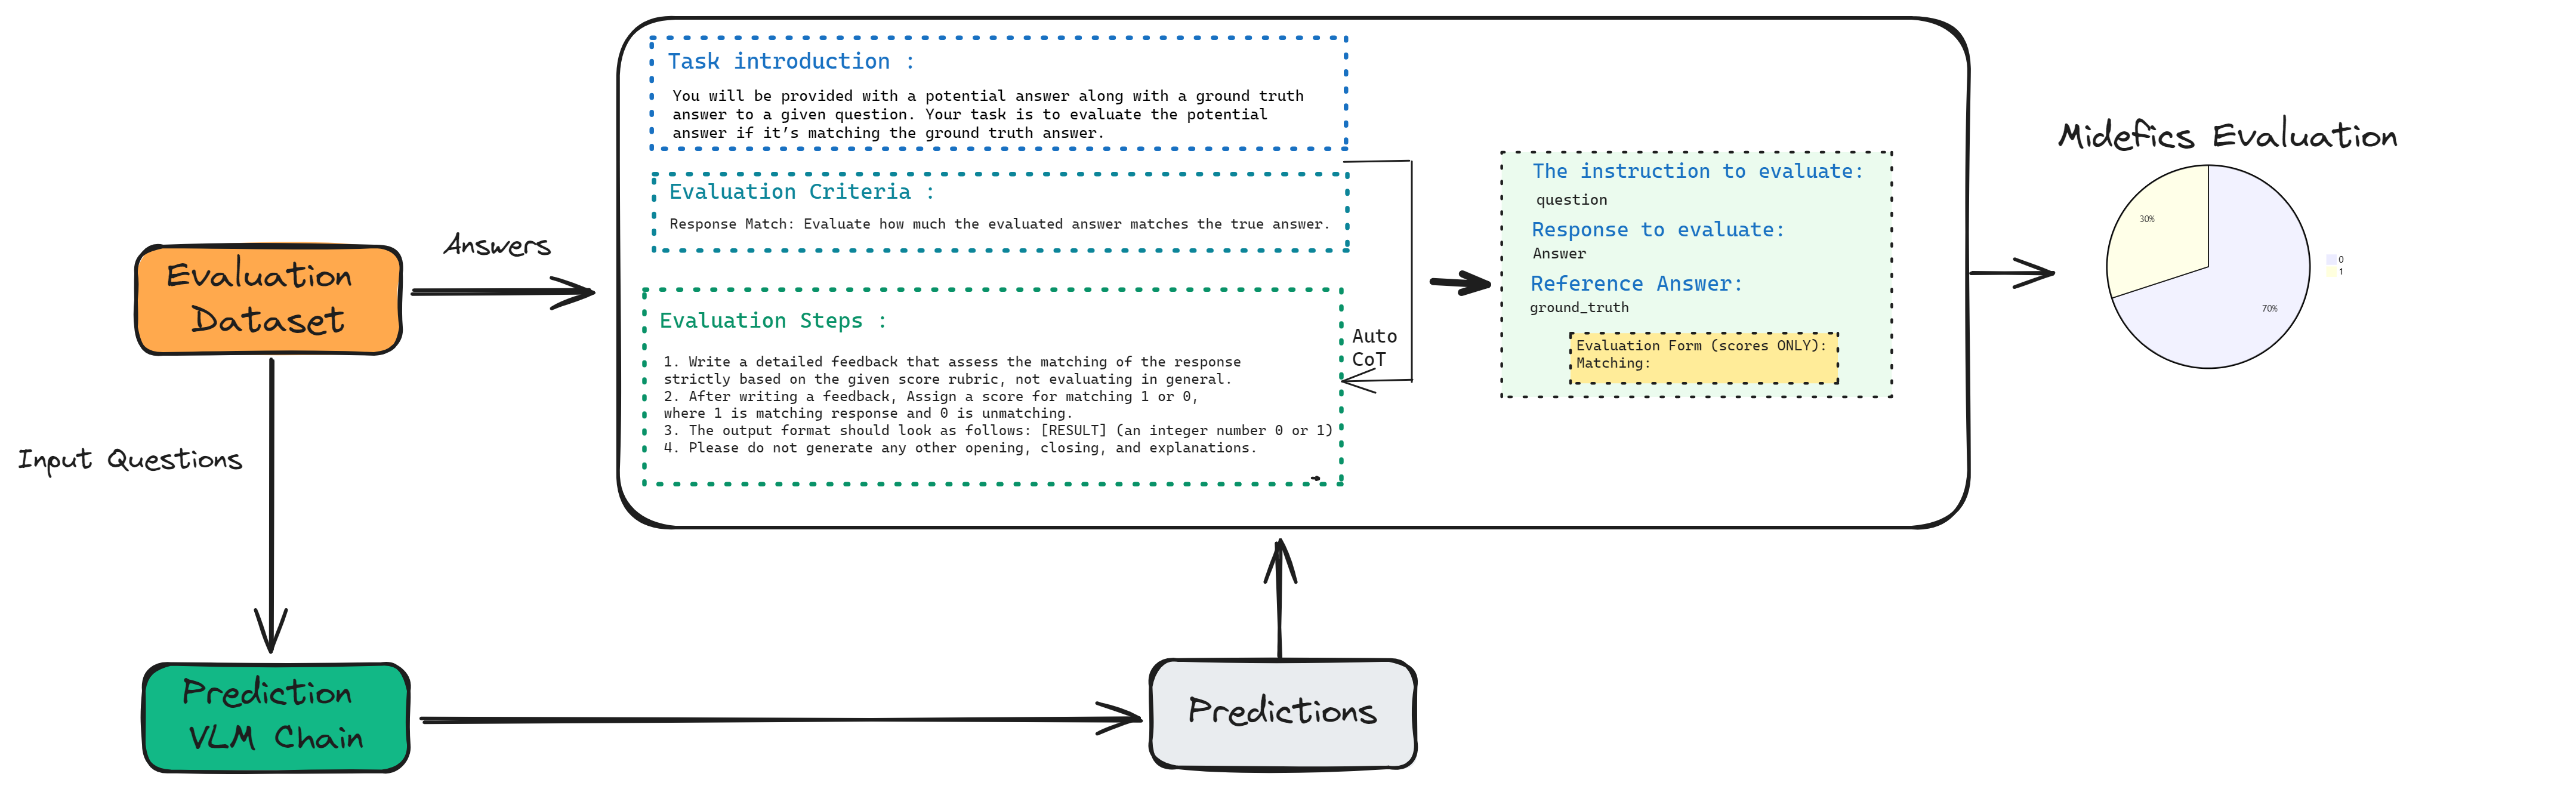 Task introduction :
You will be provided with a potential answer along with a ground truth
answer to a given question. Your task is to evaluate the potential
answer if it’s matching the ground truth answer.
Evaluation Criteria :
Response Match: Evaluate how much the evaluated answer matches the true answer.
Evaluation Steps :
1. Write a detailed feedback that assess the matching of the response
strictly based on the given score rubric, not evaluating in general.
2. After writing a feedback, Assign a score for matching 1 or 0,
where 1 is matching response and 0 is unmatching.
3. The output format should look as follows: [RESULT] (an integer number 0 or 1)
4. Please do not generate any other opening, closing, and explanations.
Auto
CoT
The instruction to evaluate:
question
Response to evaluate:
Answer
Reference Answer:
ground_truth
Evaluation Form (scores ONLY):
Matching:
Midefics Evaluation
30%
70%
0
1
Evaluation
Dataset
Answers
Input Questions
Prediction
VLM Chain
Predictions